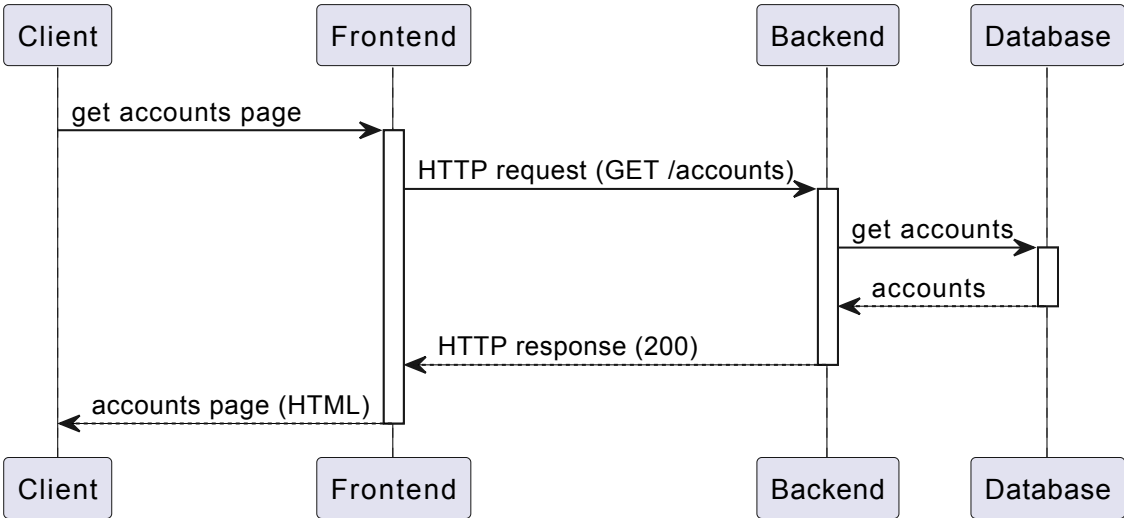 Client
Frontend
Backend
Database
get accounts page
HTTP request (GET /accounts)
get accounts
accounts
HTTP response (200)
accounts page (HTML)
Client
Frontend
Backend
Database